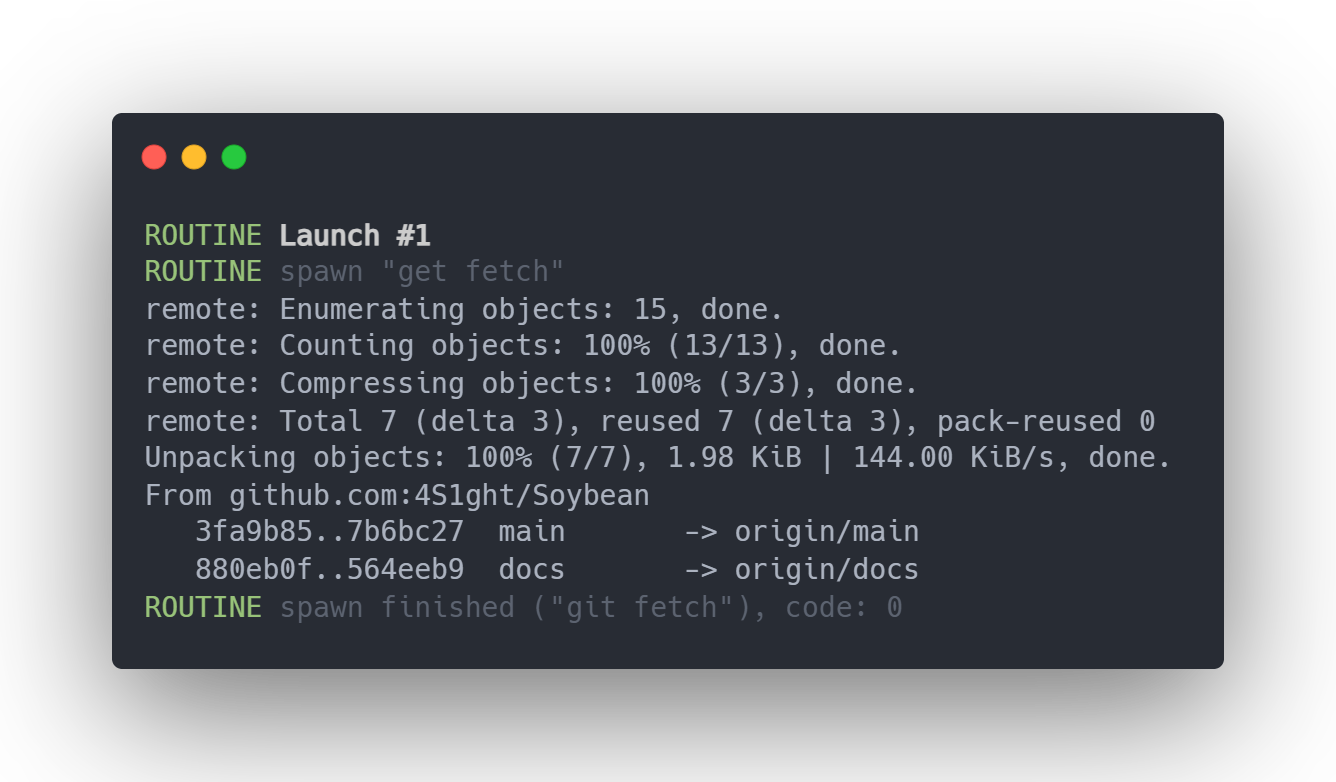 ROUTINE Launch #1
ROUTINE spawn "get fetch"
remote: Enumerating objects: 15, done.
remote: Counting objects: 100% (13/13), done.
remote: Compressing objects: 100% (3/3), done.
remote: Total 7 (delta 3), reused 7 (delta 3), pack-reused 0
Unpacking objects: 100% (7/7), 1.98 KiB | 144.00 KiB/s, done.
From github.com:4S1ght/Soybean
   3fa9b85..7b6bc27  main       -> origin/main
   880eb0f..564eeb9  docs       -> origin/docs
ROUTINE spawn finished ("git fetch"), code: 0